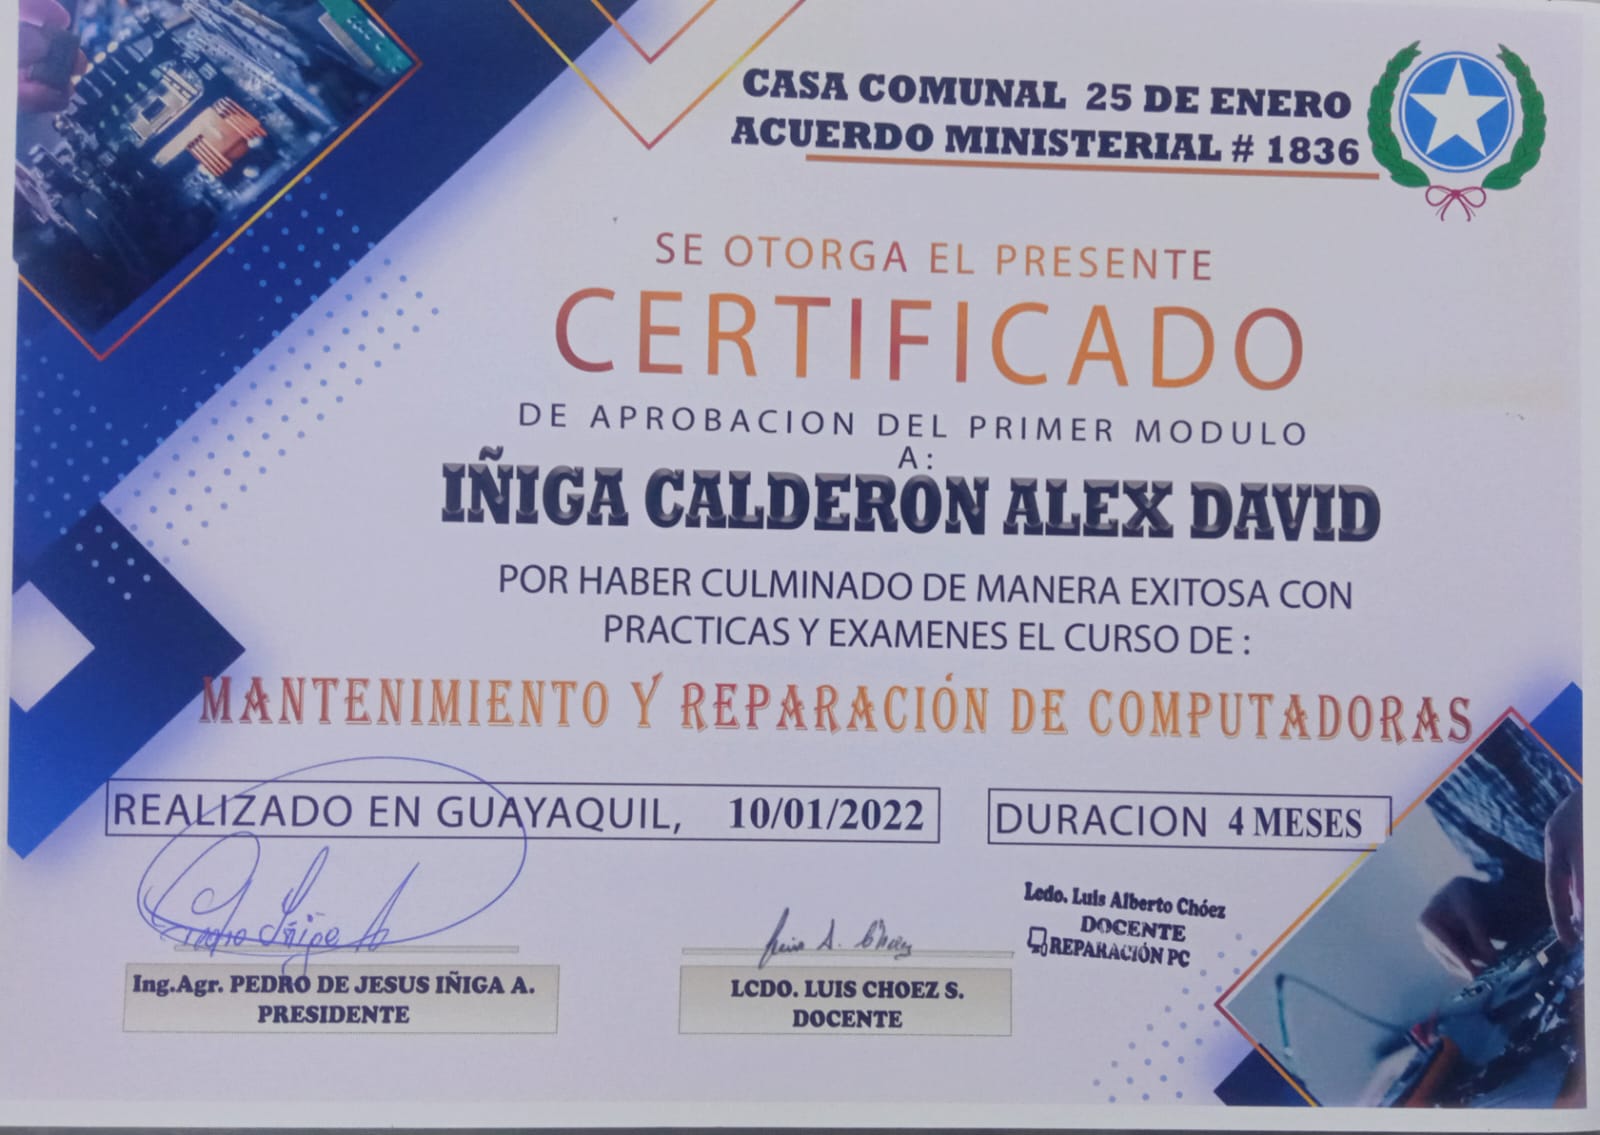 CASA COMUNAL 25 DE ENERO
ACUERDO MINISTERIAL # 1836
SE OTORGA EL PRESENTE
CERTIFICADO
DE APROBACION DEL PRIMER MODULO
A:
IÑIGA CALDERON ALEX DAVID
POR HABER CULMINADO DE MANERA EXITOSA CON
PRACTICAS Y EXAMENES EL CURSO DE :
MANTENIMIENTO Y REPARACIÓN DE COMPUTADORAS
REALIZADO EN GUAYAQUIL, 10/01/2022
DURACION 4 MESES
Pedro Iñiga A
Luis A. Choez
Lcdo. Luis Alberto Chóez
DOCENTE
REPARACIÓN PC
Ing.Agr. PEDRO DE JESUS IÑIGA A.
PRESIDENTE
LCDO. LUIS CHOEZ S.
DOCENTE